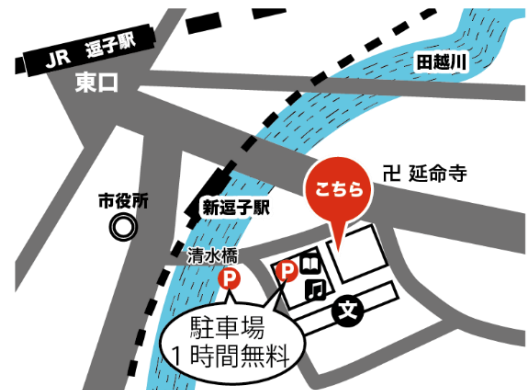 JR 逗子駅
東口
田越川
卍 延命寺
こちら
市役所
新逗子駅
清水橋
P
P
文
駐車場
1時間無料